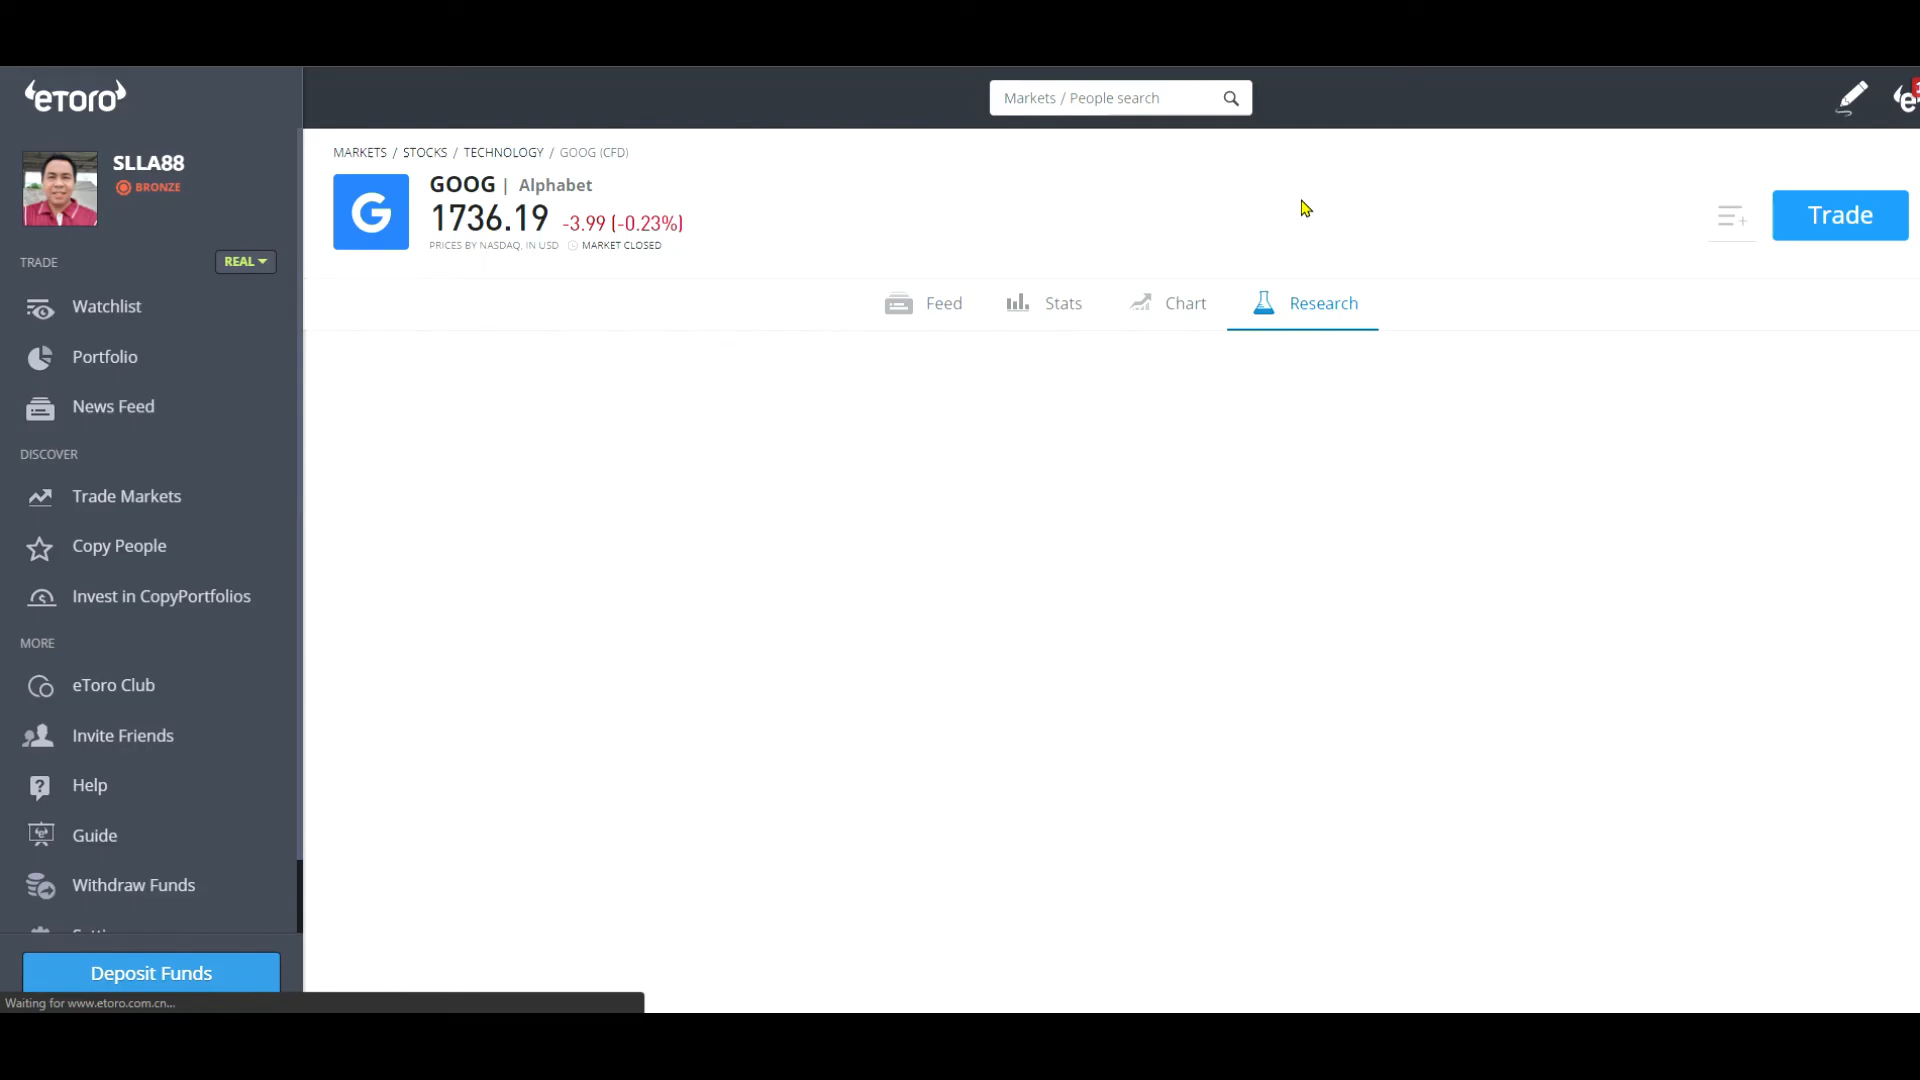 eToro
Markets / People search
SLLA88
BRONZE
MARKETS / STOCKS / TECHNOLOGY / GOOG (CFD)
G
GOOG | Alphabet
1736.19 -3.99 (-0.23%)
PRICES BY NASDAQ, IN USD MARKET CLOSED
Trade
TRADE
REAL
Watchlist
Portfolio
News Feed
DISCOVER
Trade Markets
Copy People
Invest in CopyPortfolios
MORE
eToro Club
Invite Friends
Help
Guide
Withdraw Funds
Deposit Funds
Feed
Stats
Chart
Research
Waiting for www.etoro.com.cn...